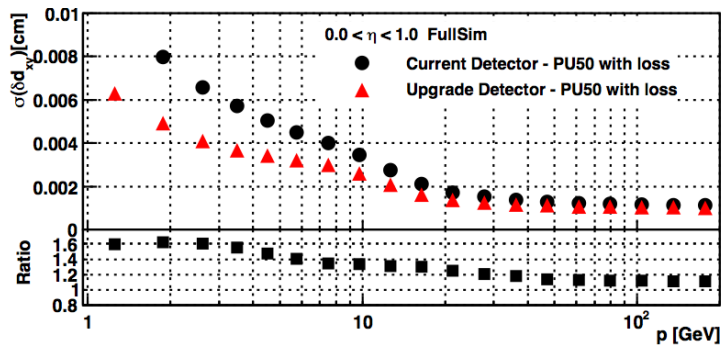 0.0 < η < 1.0 FullSim
Current Detector - PU50 with loss
Upgrade Detector - PU50 with loss
σ(δd_xy)[cm]
0.008
0.006
0.004
0.002
0
Ratio
1.6
1.4
1.2
1
0.8
1
10
10²
p [GeV]